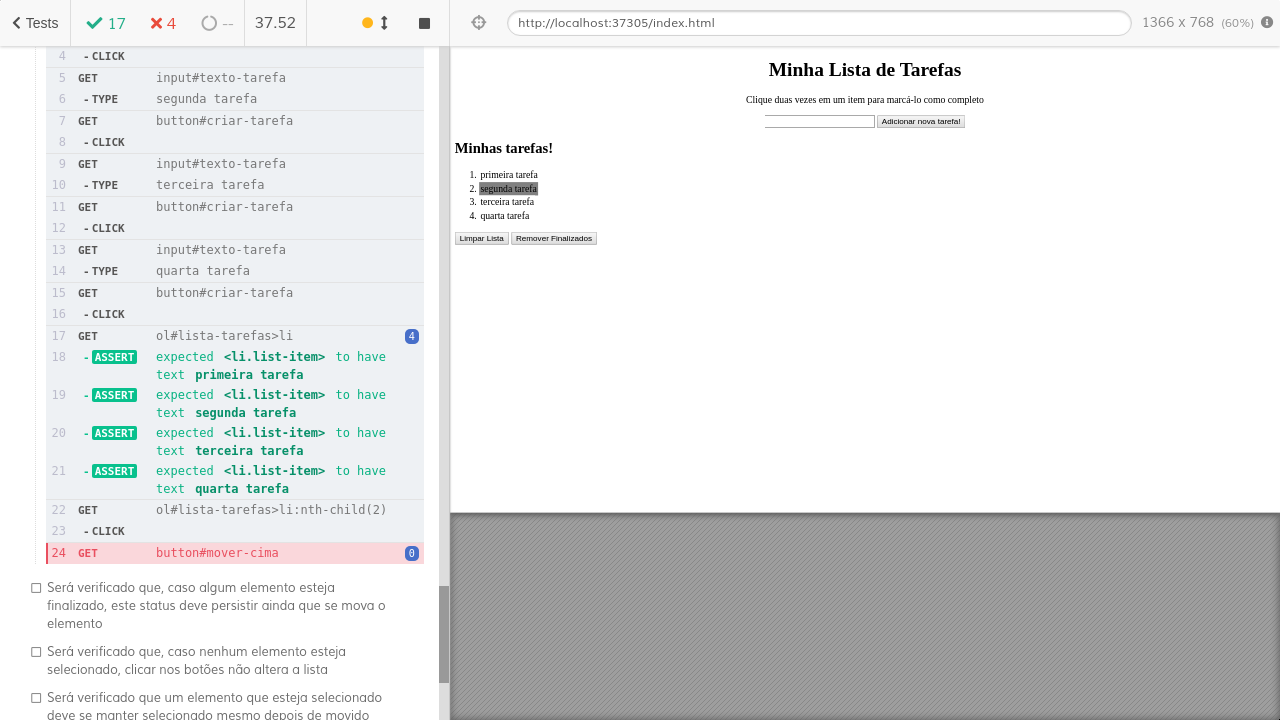 Tests 17 4 -- 37.52 http://localhost:37305/index.html 1366 x 768 (60%)
4 - CLICK
5 GET input#texto-tarefa
6 - TYPE segunda tarefa
7 GET button#criar-tarefa
8 - CLICK
9 GET input#texto-tarefa
10 - TYPE terceira tarefa
11 GET button#criar-tarefa
12 - CLICK
13 GET input#texto-tarefa
14 - TYPE quarta tarefa
15 GET button#criar-tarefa
16 - CLICK
17 GET ol#lista-tarefas>li 4
18 - ASSERT expected <li.list-item> to have
text primeira tarefa
19 - ASSERT expected <li.list-item> to have
text segunda tarefa
20 - ASSERT expected <li.list-item> to have
text terceira tarefa
21 - ASSERT expected <li.list-item> to have
text quarta tarefa
22 GET ol#lista-tarefas>li:nth-child(2)
23 - CLICK
24 GET button#mover-cima 0
Será verificado que, caso algum elemento esteja
finalizado, este status deve persistir ainda que se mova o
elemento
Será verificado que, caso nenhum elemento esteja
selecionado, clicar nos botões não altera a lista
Será verificado que um elemento que esteja selecionado
deve se manter selecionado mesmo depois de movido
Minha Lista de Tarefas
Clique duas vezes em um item para marcá-lo como completo
Adicionar nova tarefa!
Minhas tarefas!
1. primeira tarefa
2. segunda tarefa
3. terceira tarefa
4. quarta tarefa
Limpar Lista Remover Finalizados